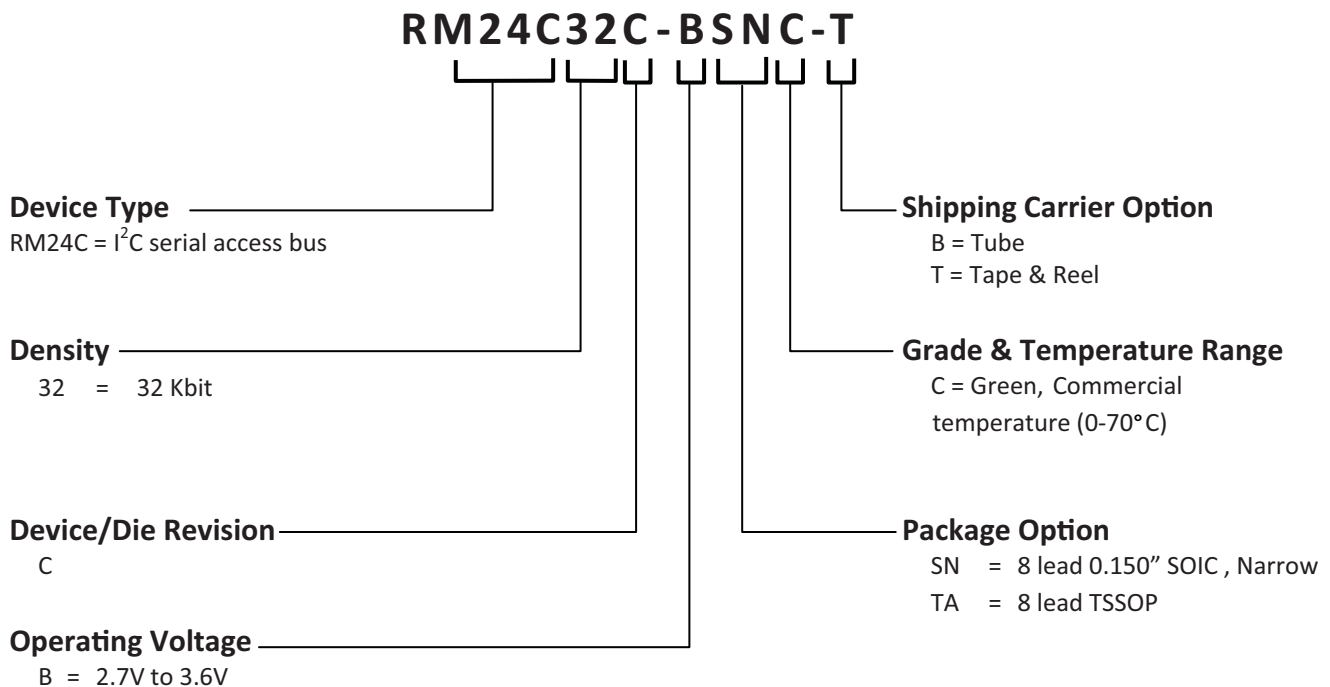 RM24C32C-BSNC-T
Device Type
RM24C = I²C serial access bus
Density
32 = 32 Kbit
Device/Die Revision
C
Operating Voltage
B = 2.7V to 3.6V
Shipping Carrier Option
B = Tube
T = Tape & Reel
Grade & Temperature Range
C = Green, Commercial
temperature (0-70°C)
Package Option
SN = 8 lead 0.150” SOIC , Narrow
TA = 8 lead TSSOP